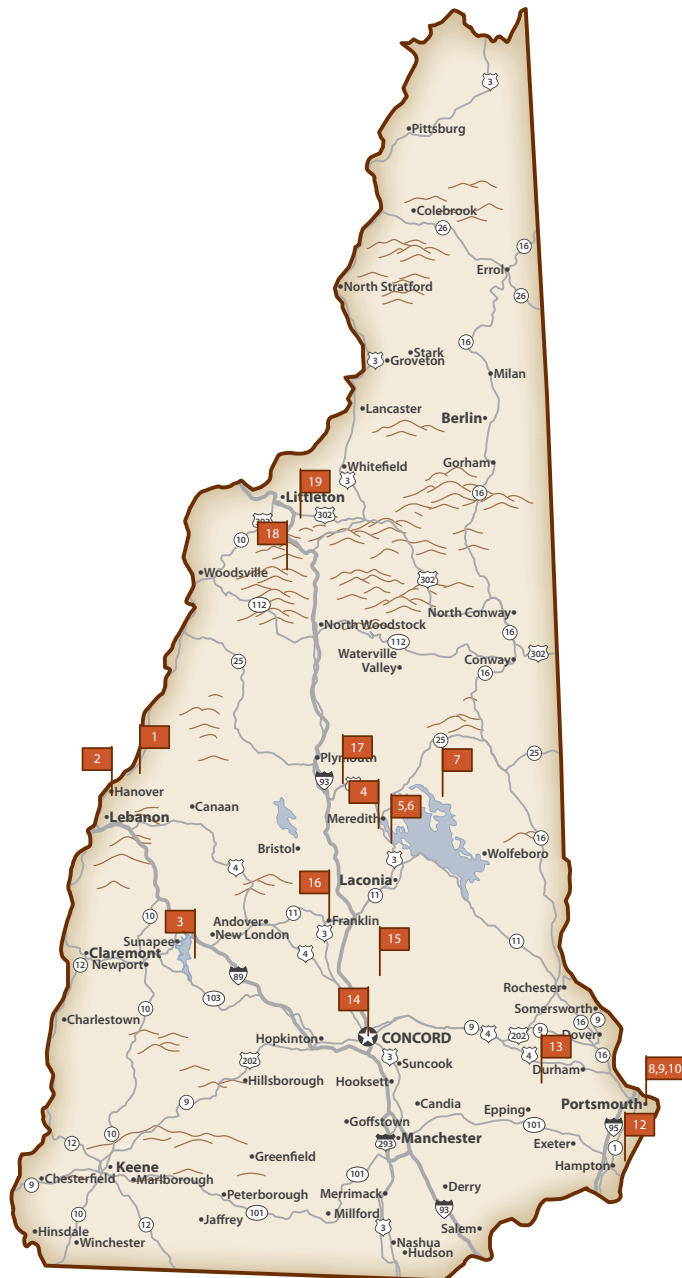 3
Pittsburg
Colebrook
26
16
Errol
North Stratford
26
16
Stark
3
Groveton
Milan
Lancaster
Berlin
Whitefield
Gorham
3
19
Littleton
16
302
302
18
10
Woodsville
302
112
North Woodstock
North Conway
16
112
Waterville
Valley
302
Conway
25
16
1
25
17
2
Plymouth
7
25
93
Hanover
4
5,6
Canaan
Lebanon
Meredith
16
Bristol
Wolfeboro
3
4
Laconia
16
11
10
3
Andover
11
Franklin
New London
3
15
11
Sunapee
4
Claremont
12
Newport
89
Rochester
103
14
10
Somersworth
Charlestown
16
9
9
4
202
9
Dover
Hopkinton
CONCORD
13
202
3
4
16
Suncook
8,9,10
Durham
Hillsborough
Hooksett
9
Candia
Epping
Portsmouth
Goffstown
101
95
12
10
12
293
Manchester
Exeter
1
Greenfield
Keene
Hampton
101
9
Chesterfield
Marlborough
Derry
Peterborough
Merrimack
93
10
101
Millford
12
Jaffrey
3
Hinsdale
Salem
Winchester
Nashua
Hudson